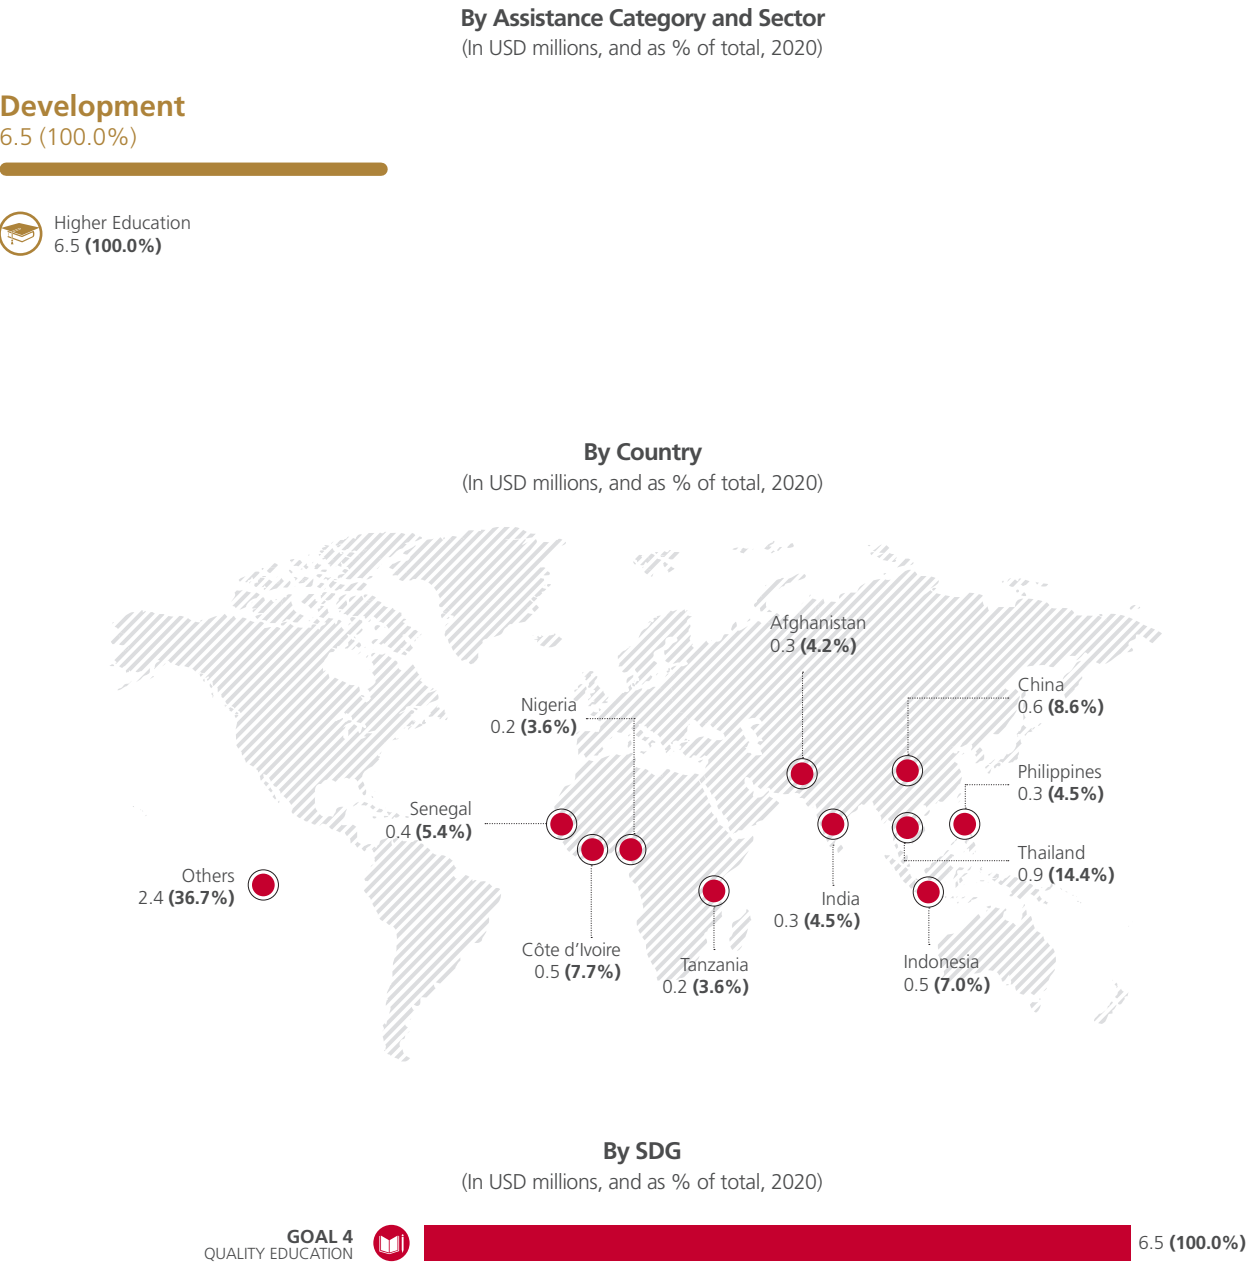 By Assistance Category and Sector
(In USD millions, and as % of total, 2020)
Development
6.5 (100.0%)
Higher Education
6.5 (100.0%)
By Country
(In USD millions, and as % of total, 2020)
Afghanistan
0.3 (4.2%)
China
0.6 (8.6%)
Nigeria
0.2 (3.6%)
Philippines
0.3 (4.5%)
Senegal
0.4 (5.4%)
Thailand
0.9 (14.4%)
Others
2.4 (36.7%)
India
0.3 (4.5%)
Côte d’Ivoire
0.5 (7.7%)
Tanzania
0.2 (3.6%)
Indonesia
0.5 (7.0%)
By SDG
(In USD millions, and as % of total, 2020)
GOAL 4
QUALITY EDUCATION
6.5 (100.0%)